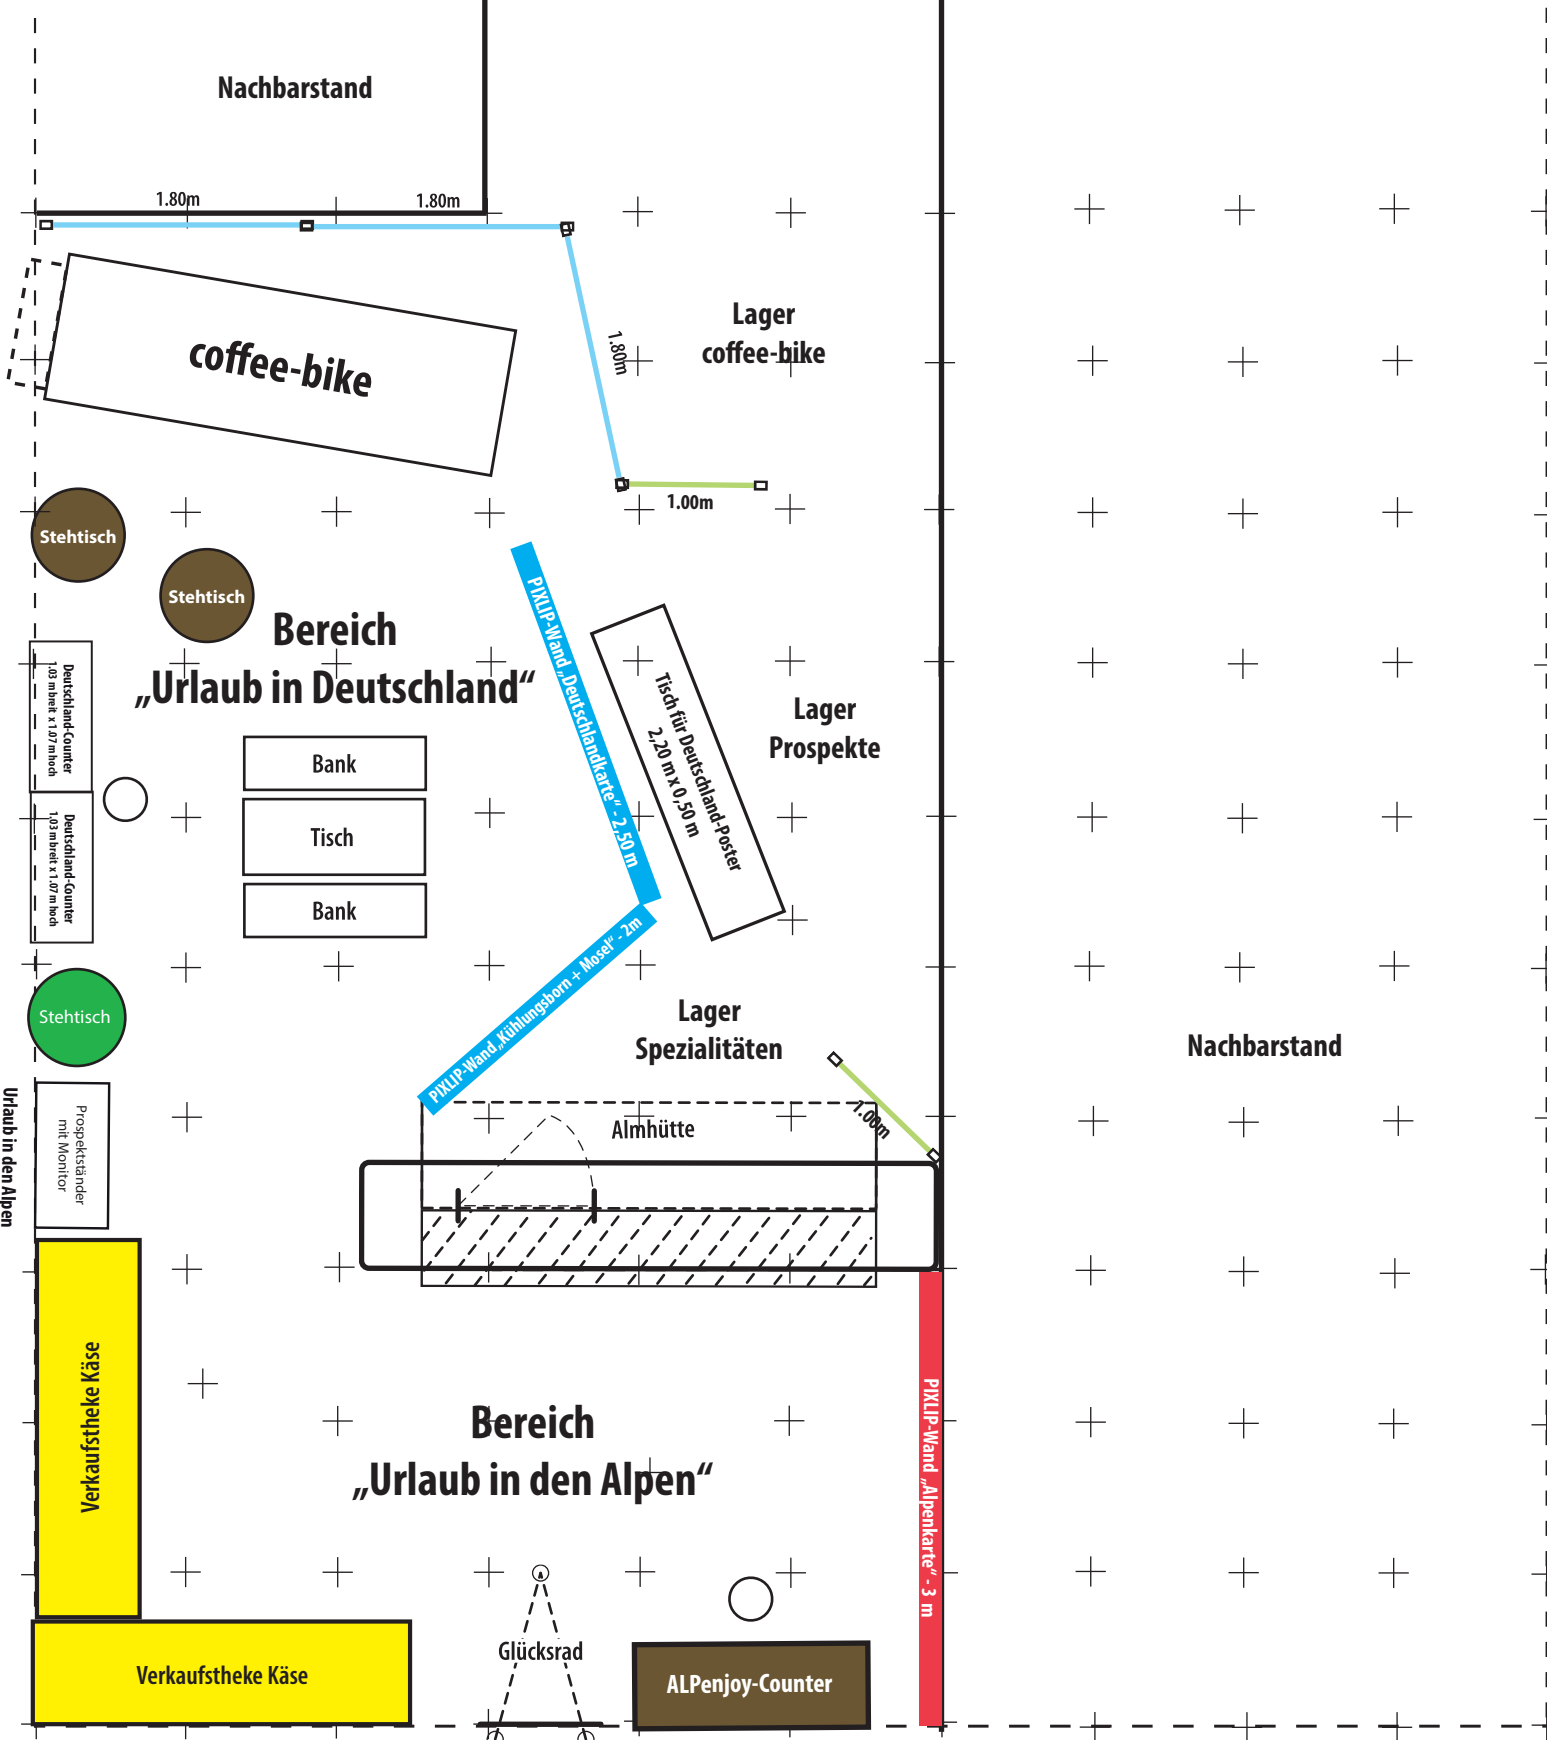 Nachbarstand
1.80m
1.80m
coffee-bike
1.80m
Lager
coffee-bike
1.00m
Stehtisch
Stehtisch
Bereich
„Urlaub in Deutschland“
PIXLIP-Wand „Deutschlandkarte“ - 2,50 m
Tisch für Deutschland-Poster
2,20 m x 0,50 m
Lager
Prospekte
Deutschland-Counter
1.03 m breit x 1.07 m hoch
Deutschland-Counter
1.03 m breit x 1.07 m hoch
Bank
Tisch
Bank
PIXLIP-Wand „Kühlungsborn + Mosel“ - 2m
Stehtisch
Lager
Spezialitäten
Nachbarstand
1.00m
Almhütte
Prospektständer
mit Monitor
Urlaub in den Alpen
Verkaufstheke Käse
Bereich
„Urlaub in den Alpen“
PIXLIP-Wand „Alpenkarte“ - 3 m
Glücksrad
Verkaufstheke Käse
ALPenjoy-Counter